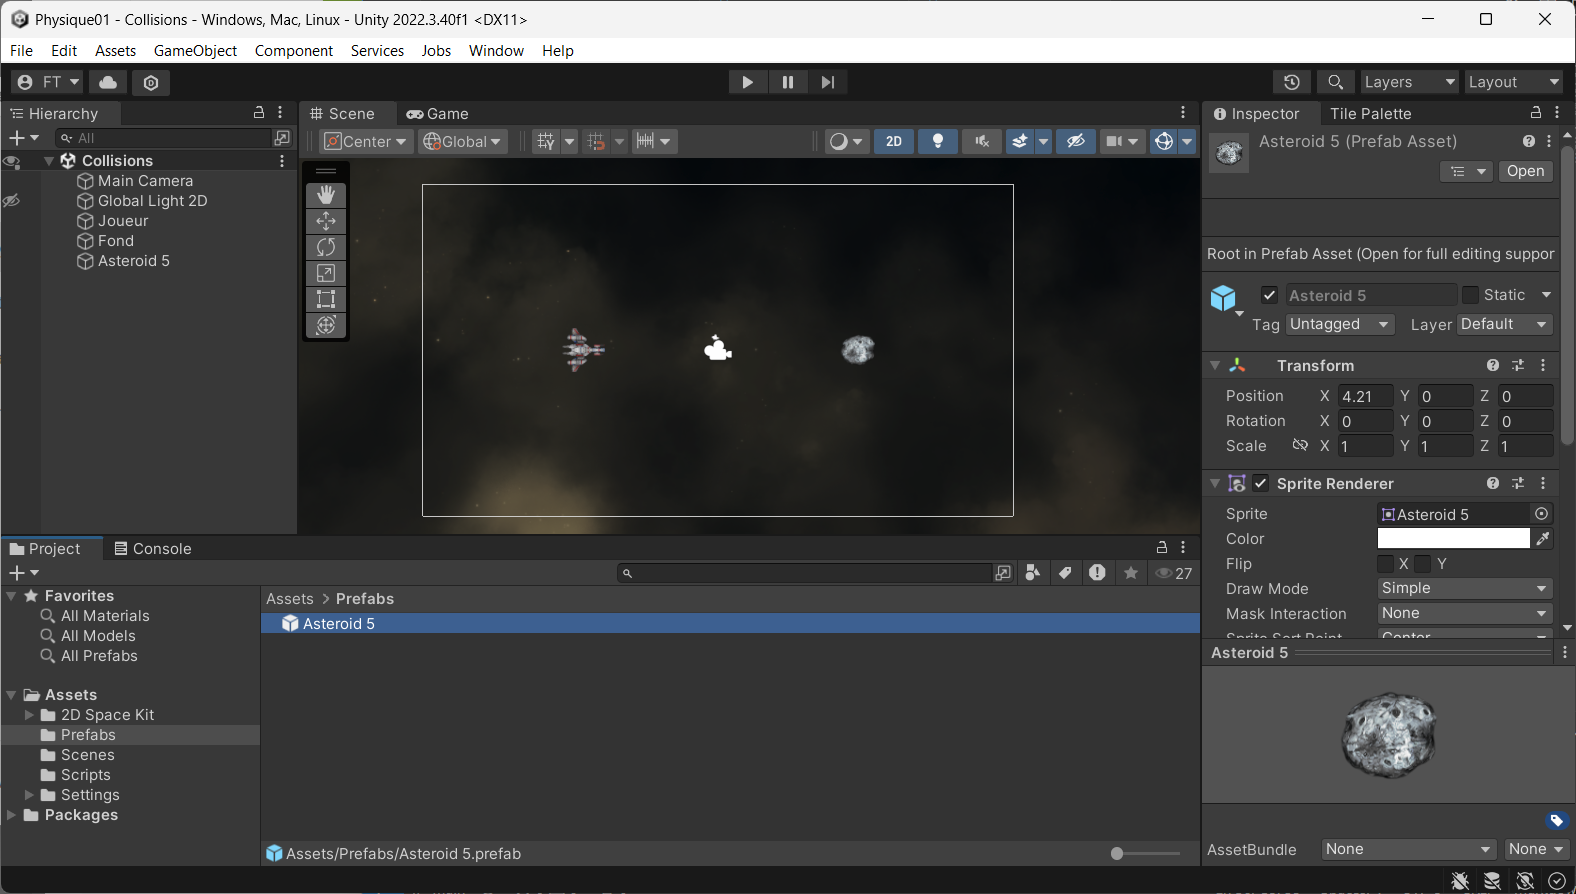 Physique01 - Collisions - Windows, Mac, Linux - Unity 2022.3.40f1 <DX11>
File Edit Assets GameObject Component Services Jobs Window Help
FT Layers Layout
Hierarchy
All
Collisions
Main Camera
Global Light 2D
Joueur
Fond
Asteroid 5
Scene Game
Center Global 2D
Inspector Tile Palette
Asteroid 5 (Prefab Asset)
Open
Root in Prefab Asset (Open for full editing suppor
Asteroid 5 Static
Tag Untagged Layer Default
Transform
Position X 4.21 Y 0 Z 0
Rotation X 0 Y 0 Z 0
Scale X 1 Y 1 Z 1
Sprite Renderer
Sprite Asteroid 5
Color
Flip X Y
Draw Mode Simple
Mask Interaction None
Sprite Sort Point Center
Asteroid 5
AssetBundle None None
Project Console
27
Favorites
All Materials
All Models
All Prefabs
Assets
2D Space Kit
Prefabs
Scenes
Scripts
Settings
Packages
Assets > Prefabs
Asteroid 5
Assets/Prefabs/Asteroid 5.prefab